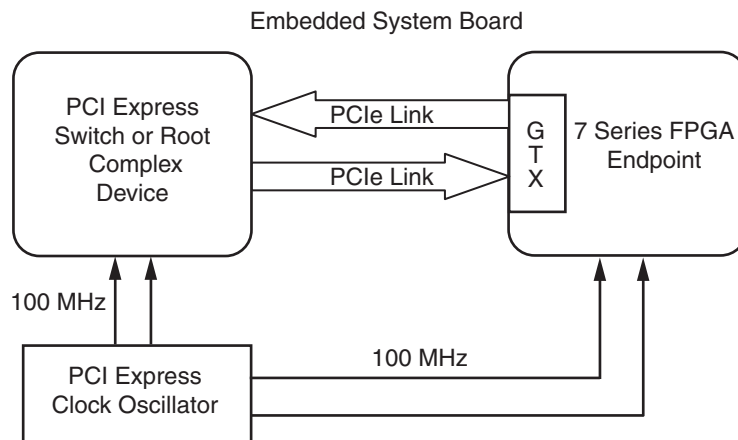 Embedded System Board
PCI Express
Switch or Root
Complex
Device
PCIe Link
PCIe Link
G
T
X
7 Series FPGA
Endpoint
100 MHz
100 MHz
PCI Express
Clock Oscillator